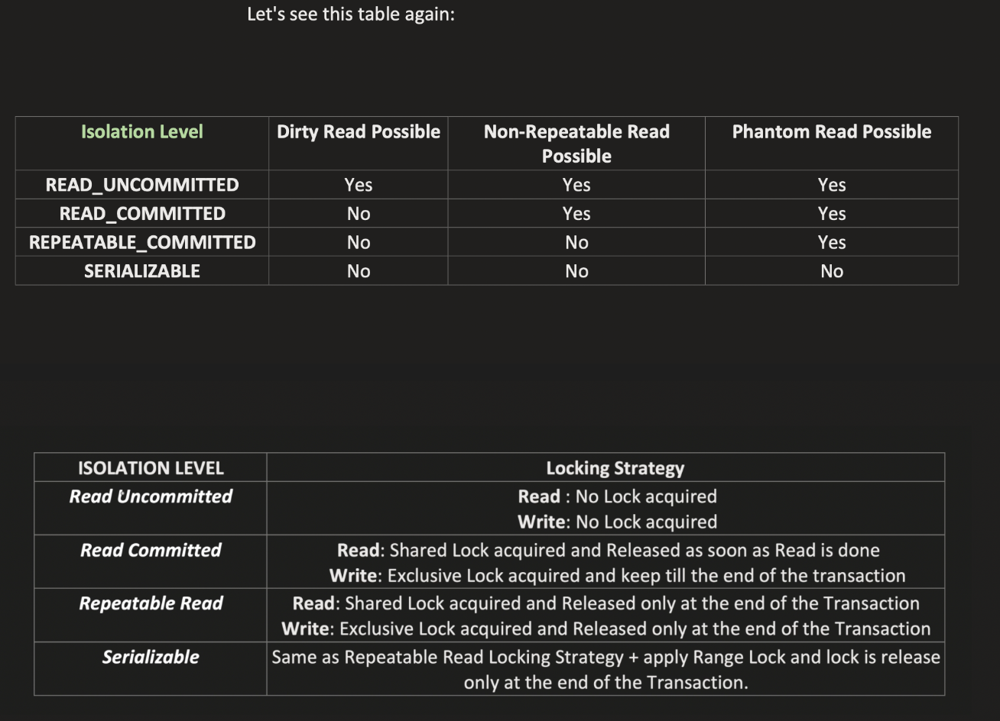 Let's see this table again:
Isolation Level Dirty Read Possible Non-Repeatable Read Possible Phantom Read Possible
READ_UNCOMMITTED Yes Yes Yes
READ_COMMITTED No Yes Yes
REPEATABLE_COMMITTED No No Yes
SERIALIZABLE No No No
ISOLATION LEVEL Locking Strategy
Read Uncommitted Read : No Lock acquired
Write: No Lock acquired
Read Committed Read: Shared Lock acquired and Released as soon as Read is done
Write: Exclusive Lock acquired and keep till the end of the transaction
Repeatable Read Read: Shared Lock acquired and Released only at the end of the Transaction
Write: Exclusive Lock acquired and Released only at the end of the Transaction
Serializable Same as Repeatable Read Locking Strategy + apply Range Lock and lock is release
only at the end of the Transaction.